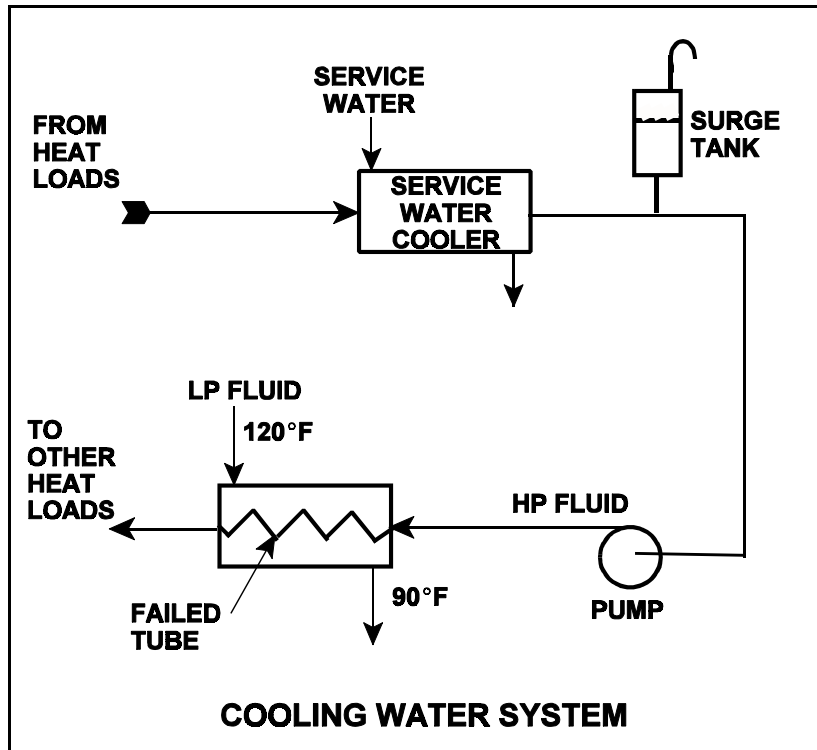 SERVICE
WATER
FROM
HEAT
LOADS
SURGE
TANK
SERVICE
WATER
COOLER
LP FLUID
120°F
TO
OTHER
HEAT
LOADS
HP FLUID
PUMP
90°F
FAILED
TUBE
COOLING WATER SYSTEM